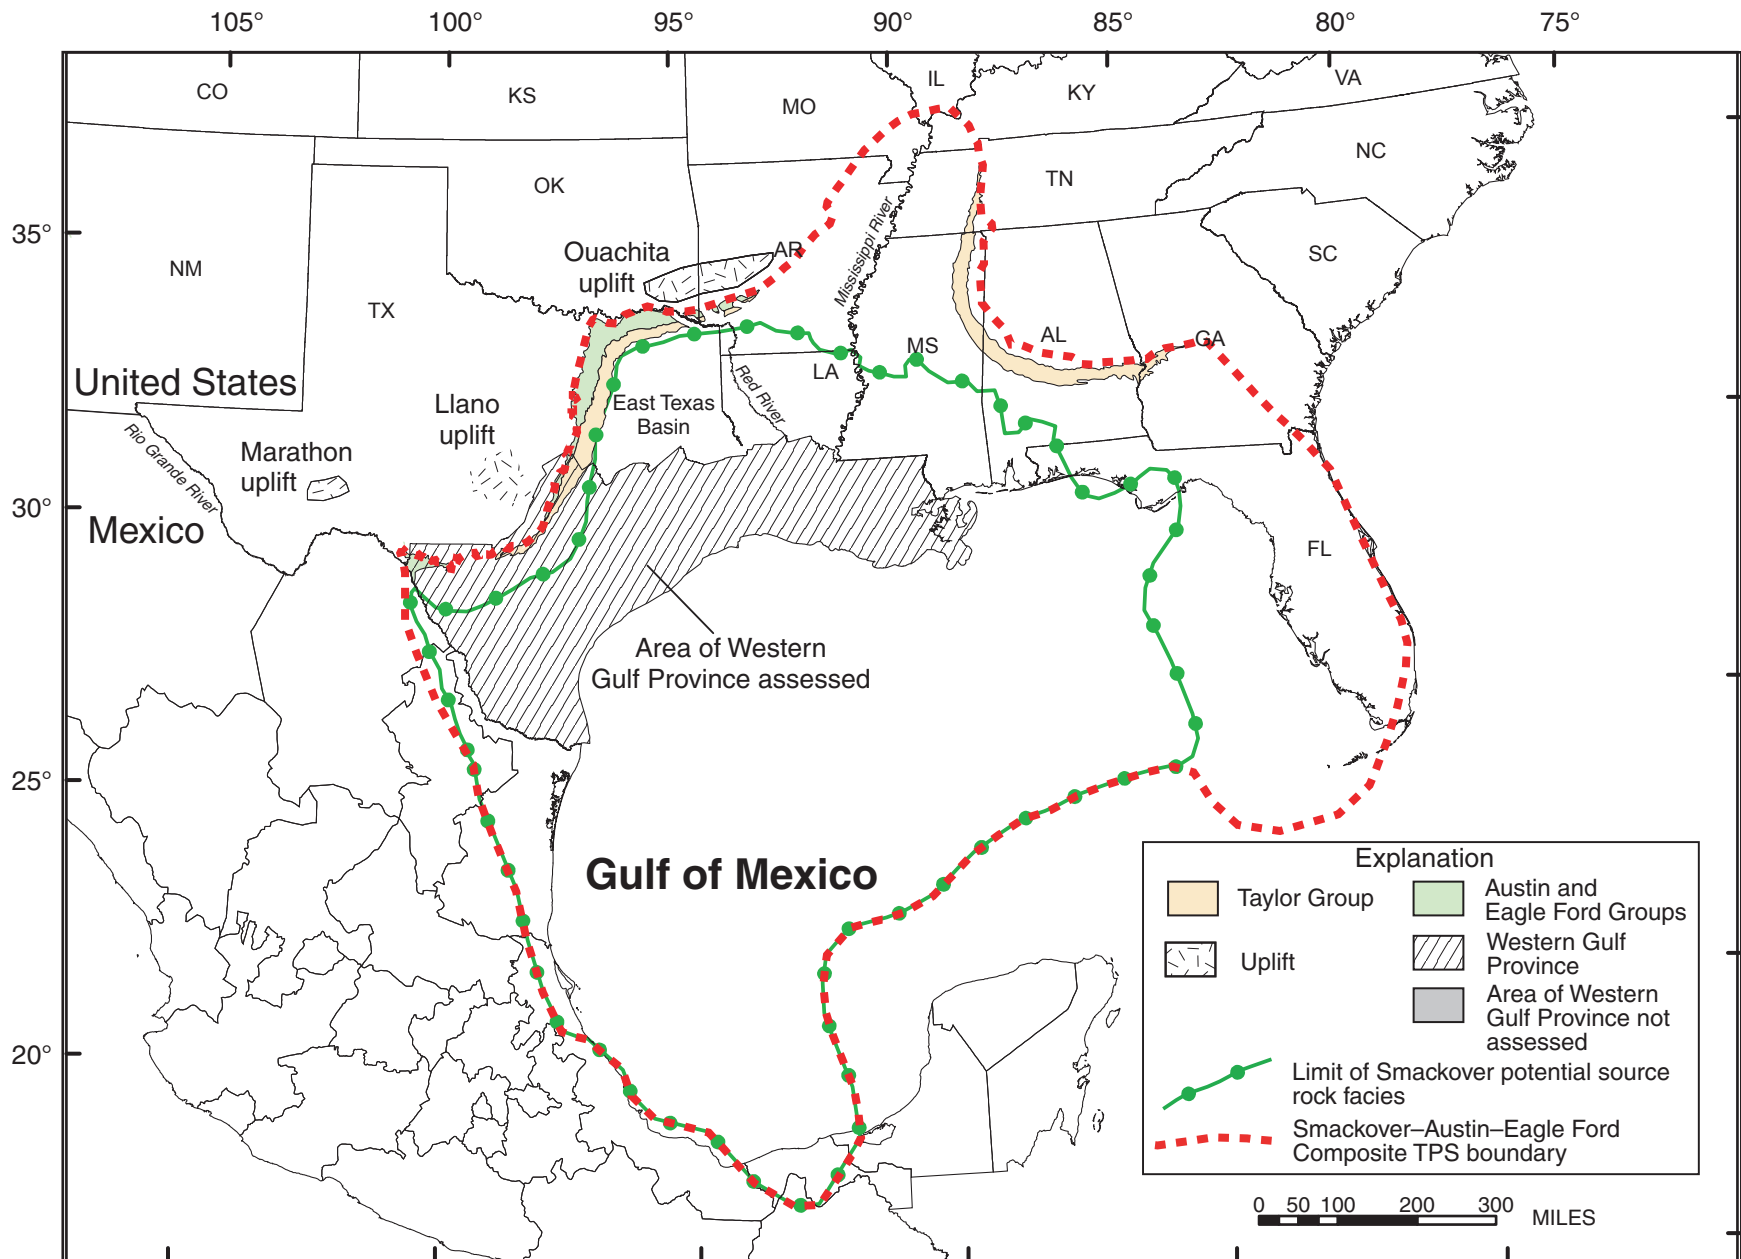 105° 100° 95° 90° 85° 80° 75°
CO
KS
MO
IL
KY
VA
NC
TN
OK
35°
NM
TX
Ouachita
uplift
AR
Mississippi River
SC
MS
AL
GA
LA
United States
Red River
East Texas
Basin
Llano
uplift
Rio Grande River
Marathon
uplift
30°
Mexico
FL
Area of Western
Gulf Province assessed
25°
Gulf of Mexico
20°
Explanation
Taylor Group
Uplift
Austin and
Eagle Ford Groups
Western Gulf
Province
Area of Western
Gulf Province not
assessed
Limit of Smackover potential source
rock facies
Smackover–Austin–Eagle Ford
Composite TPS boundary
0 50 100 200 300
MILES